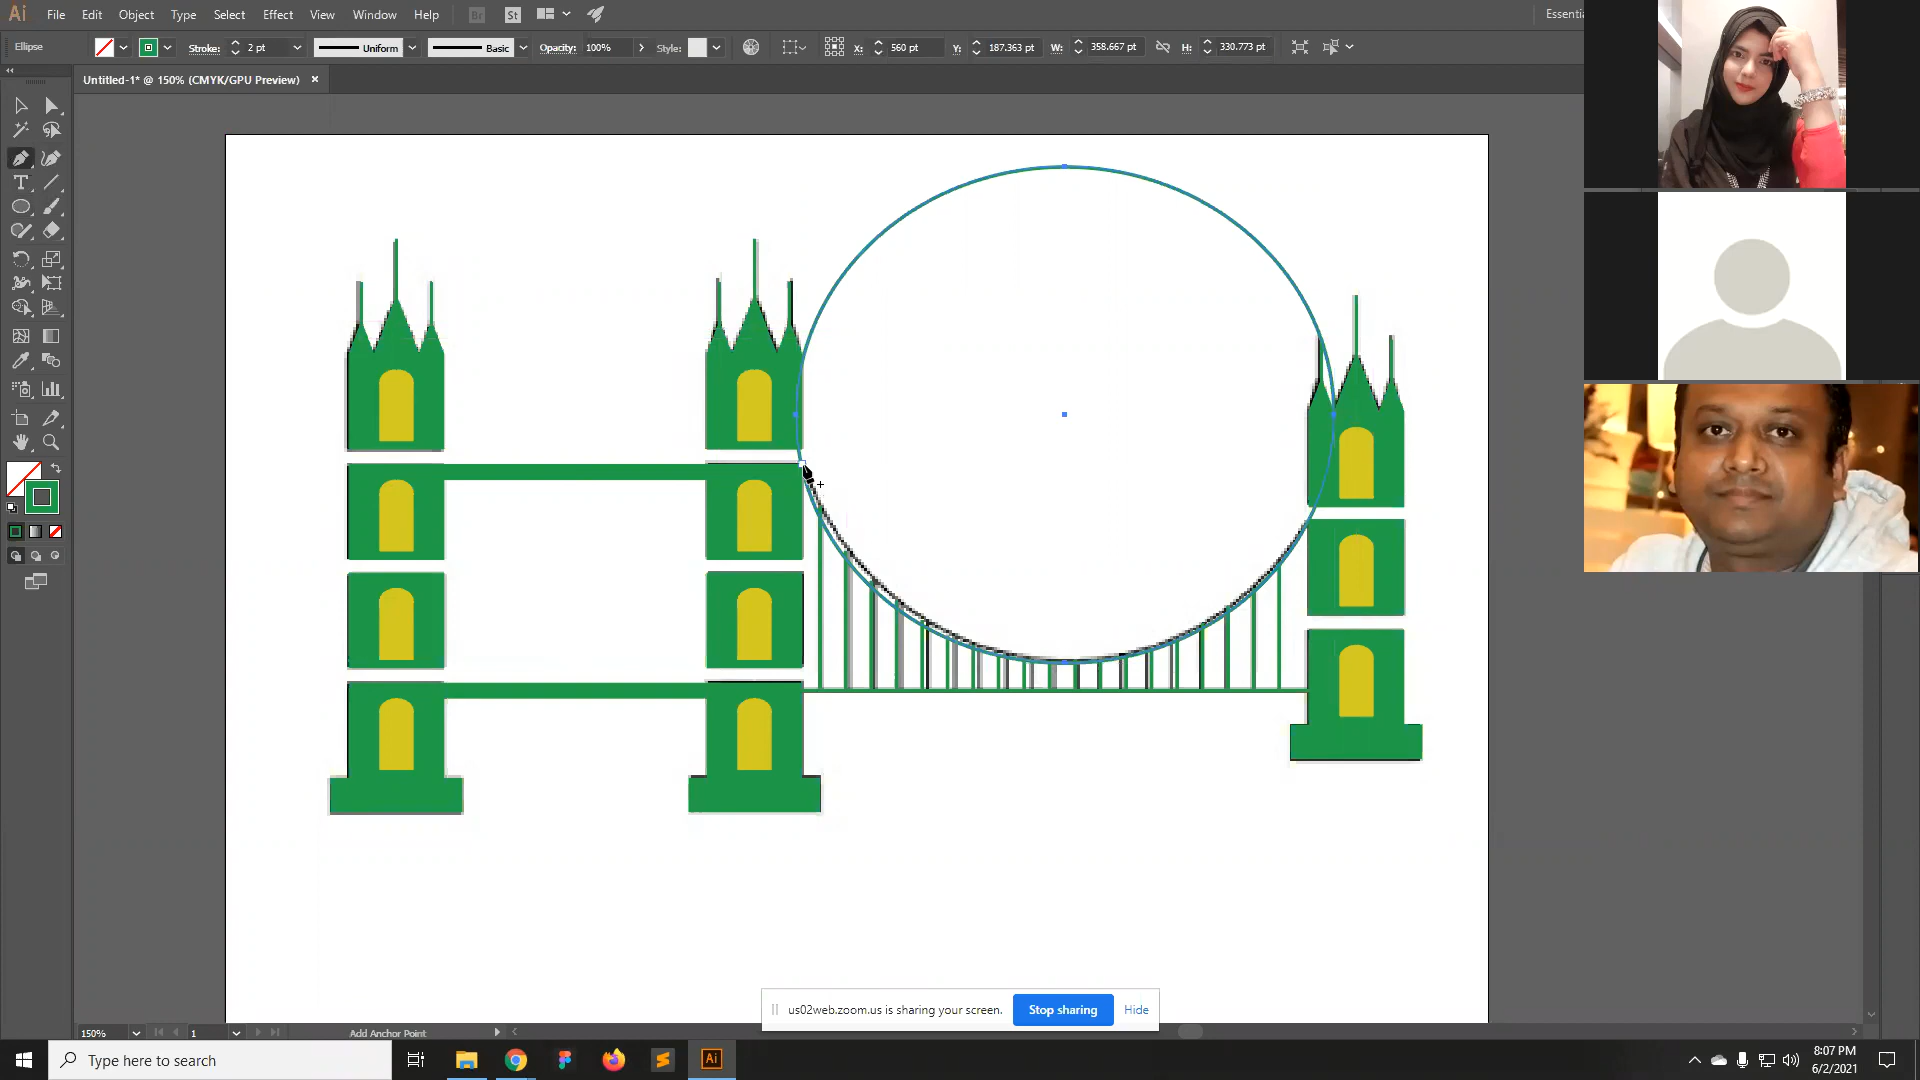 Ai File Edit Object Type Select Effect View Window Help Br St Essentia
Ellipse Stroke: 2 pt Uniform Basic Opacity: 100% Style: X: 560 pt Y: 187.363 pt W: 358.667 pt H: 330.773 pt
Untitled-1* @ 150% (CMYK/GPU Preview)
us02web.zoom.us is sharing your screen. Stop sharing Hide
150% 1 Add Anchor Point
Type here to search
Ai
8:07 PM
6/2/2021